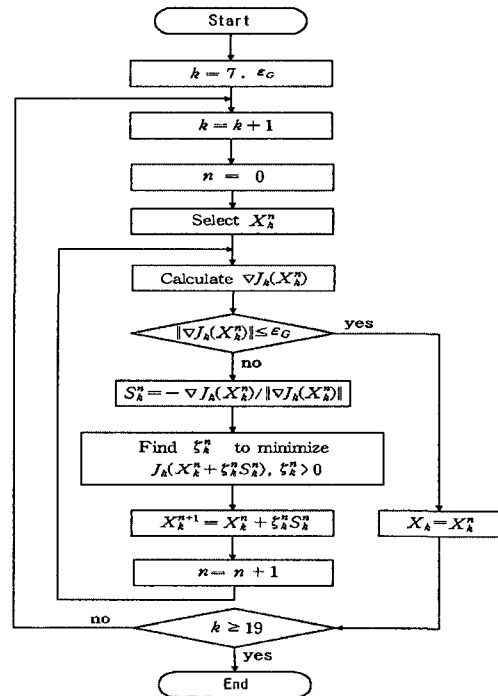 Start
k = 7. ε_G
k = k + 1
n = 0
Select X_k^n
Calculate ∇J_k(X_k^n)
‖∇J_k(X_k^n)‖ ≤ ε_G
yes
no
S_k^n = − ∇J_k(X_k^n)/‖∇J_k(X_k^n)‖
Find ζ_k^n to minimize
J_k(X_k^n + ζ_k^n S_k^n), ζ_k^n > 0
X_k^{n+1} = X_k^n + ζ_k^n S_k^n
X_k = X_k^n
n = n + 1
no
k ≥ 19
yes
End